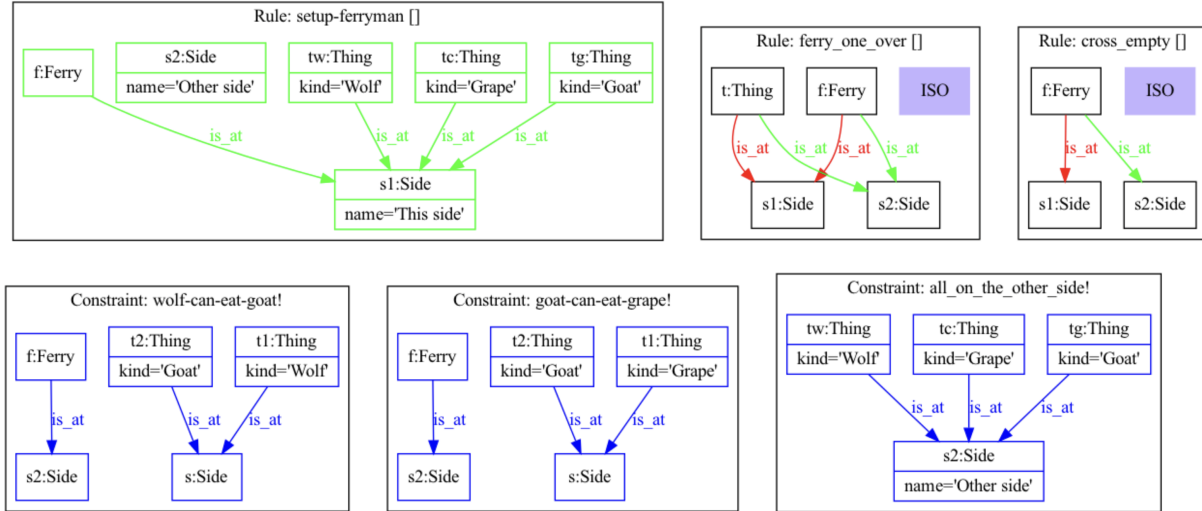 Rule: setup-ferryman []
f:Ferry
s2:Side
name='Other side'
tw:Thing
kind='Wolf'
tc:Thing
kind='Grape'
tg:Thing
kind='Goat'
is_at
is_at
is_at
is_at
s1:Side
name='This side'
Rule: ferry_one_over []
t:Thing
f:Ferry
ISO
is_at
is_at
is_at
is_at
s1:Side
s2:Side
Rule: cross_empty []
f:Ferry
ISO
is_at
is_at
s1:Side
s2:Side
Constraint: wolf-can-eat-goat!
f:Ferry
t2:Thing
kind='Goat'
t1:Thing
kind='Wolf'
is_at
is_at
is_at
s2:Side
s:Side
Constraint: goat-can-eat-grape!
f:Ferry
t2:Thing
kind='Goat'
t1:Thing
kind='Grape'
is_at
is_at
is_at
s2:Side
s:Side
Constraint: all_on_the_other_side!
tw:Thing
kind='Wolf'
tc:Thing
kind='Grape'
tg:Thing
kind='Goat'
is_at
is_at
is_at
s2:Side
name='Other side'